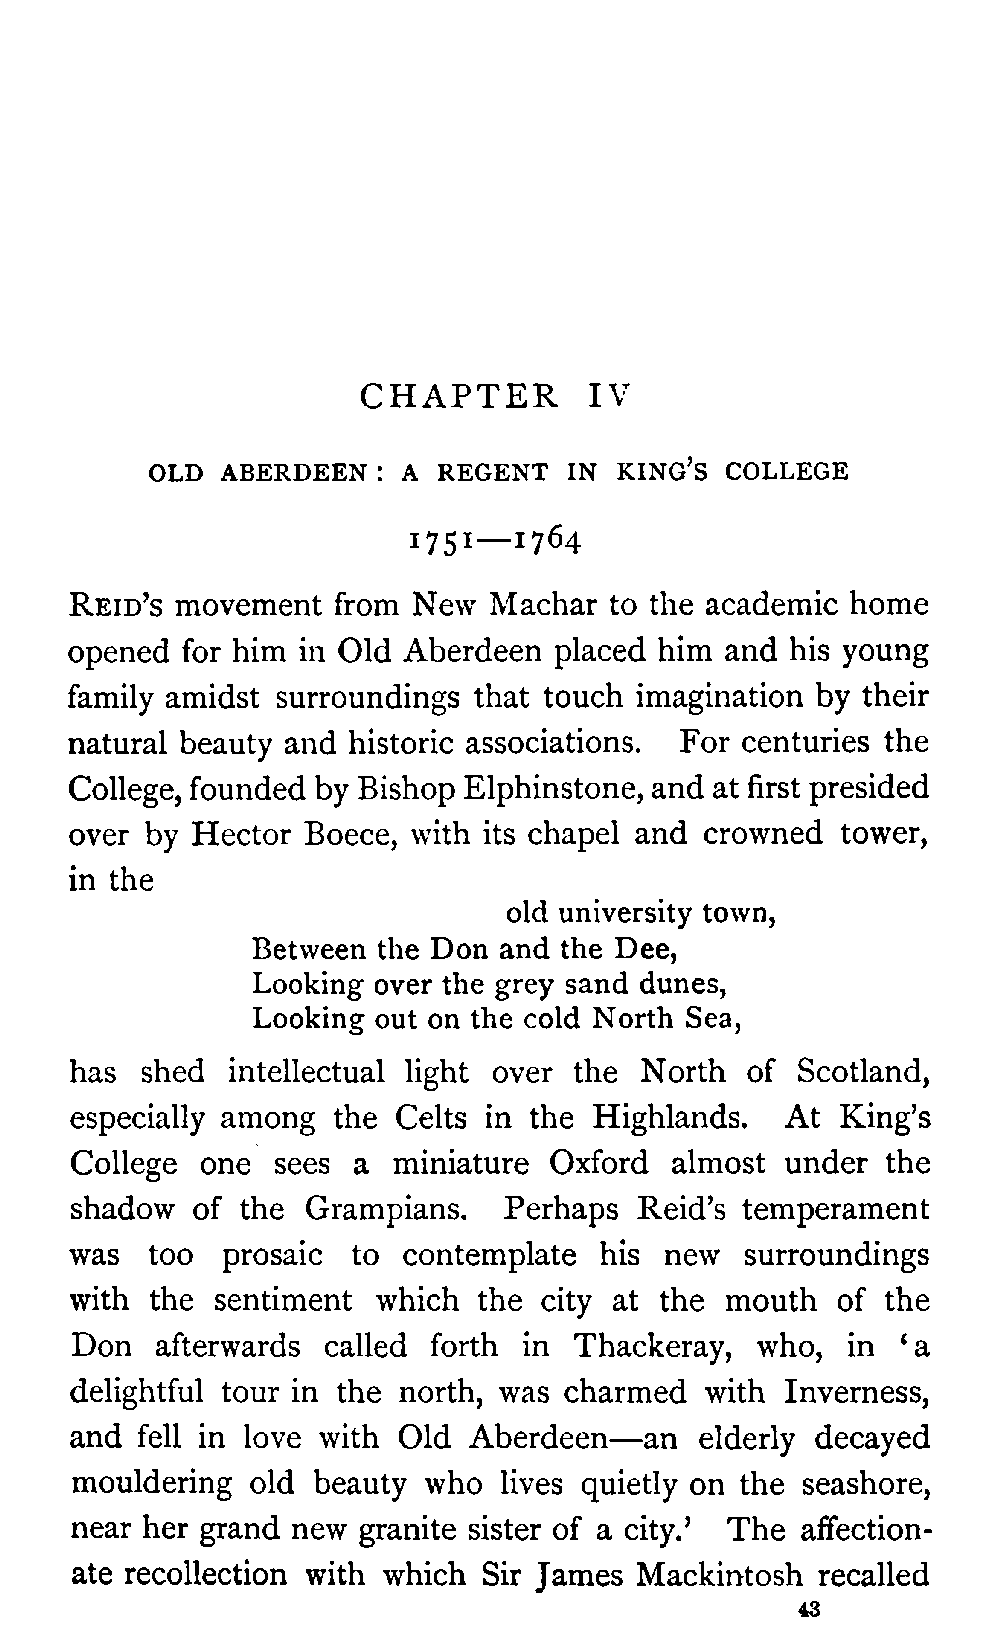 CHAPTER IV
OLD ABERDEEN: A REGENT IN KING'S COLLEGE
1751—1764
REID'S movement from New Machar to the academic home
opened for him in Old Aberdeen placed him and his young
family amidst surroundings that touch imagination by their
natural beauty and historic associations. For centuries the
College, founded by Bishop Elphinstone, and at first presided
over by Hector Boece, with its chapel and crowned tower,
in the
old university town,
Between the Don and the Dee,
Looking over the grey sand dunes,
Looking out on the cold North Sea,
has shed intellectual light over the North of Scotland,
especially among the Celts in the Highlands. At King's
College one sees a miniature Oxford almost under the
shadow of the Grampians. Perhaps Reid's temperament
was too prosaic to contemplate his new surroundings
with the sentiment which the city at the mouth of the
Don afterwards called forth in Thackeray, who, in 'a
delightful tour in the north, was charmed with Inverness,
and fell in love with Old Aberdeen—an elderly decayed
mouldering old beauty who lives quietly on the seashore,
near her grand new granite sister of a city.' The affection-
ate recollection with which Sir James Mackintosh recalled
43